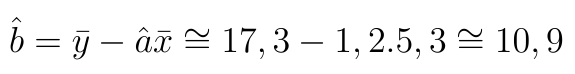 b̂ = ȳ − âx̄ ≅ 17,3 − 1,2.5,3 ≅ 10,9